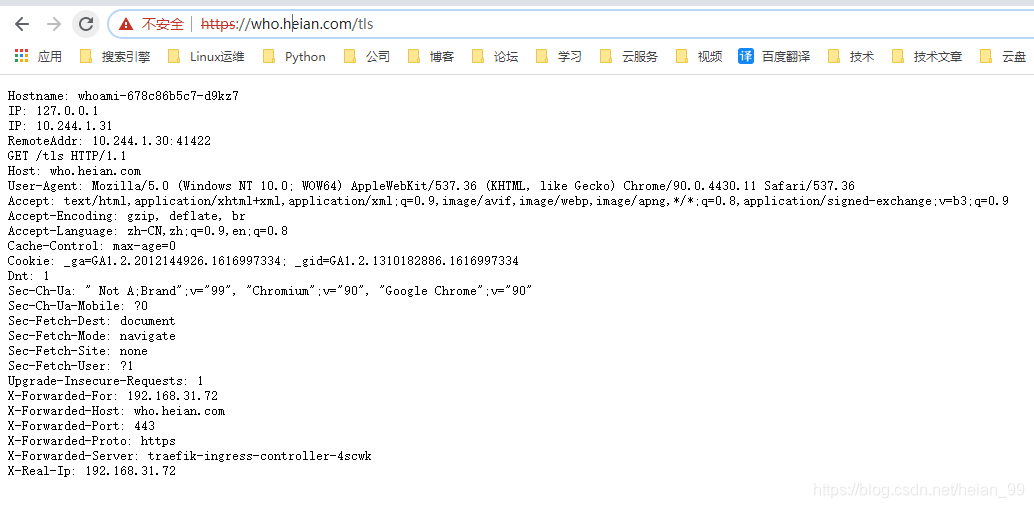 不安全 | https://who.heian.com/tls
应用 搜索引擎 Linux运维 Python 公司 博客 论坛 学习 云服务 视频 译 百度翻译 技术 技术文章 云盘
Hostname: whoami-678c86b5c7-d9kz7
IP: 127.0.0.1
IP: 10.244.1.31
RemoteAddr: 10.244.1.30:41422
GET /tls HTTP/1.1
Host: who.heian.com
User-Agent: Mozilla/5.0 (Windows NT 10.0; WOW64) AppleWebKit/537.36 (KHTML, like Gecko) Chrome/90.0.4430.11 Safari/537.36
Accept: text/html,application/xhtml+xml,application/xml;q=0.9,image/avif,image/webp,image/apng,*/*;q=0.8,application/signed-exchange;v=b3;q=0.9
Accept-Encoding: gzip, deflate, br
Accept-Language: zh-CN,zh;q=0.9,en;q=0.8
Cache-Control: max-age=0
Cookie: _ga=GA1.2.2012144926.1616997334; _gid=GA1.2.1310182886.1616997334
Dnt: 1
Sec-Ch-Ua: " Not A;Brand";v="99", "Chromium";v="90", "Google Chrome";v="90"
Sec-Ch-Ua-Mobile: ?0
Sec-Fetch-Dest: document
Sec-Fetch-Mode: navigate
Sec-Fetch-Site: none
Sec-Fetch-User: ?1
Upgrade-Insecure-Requests: 1
X-Forwarded-For: 192.168.31.72
X-Forwarded-Host: who.heian.com
X-Forwarded-Port: 443
X-Forwarded-Proto: https
X-Forwarded-Server: traefik-ingress-controller-4scwk
X-Real-Ip: 192.168.31.72
https://blog.csdn.net/heian_99